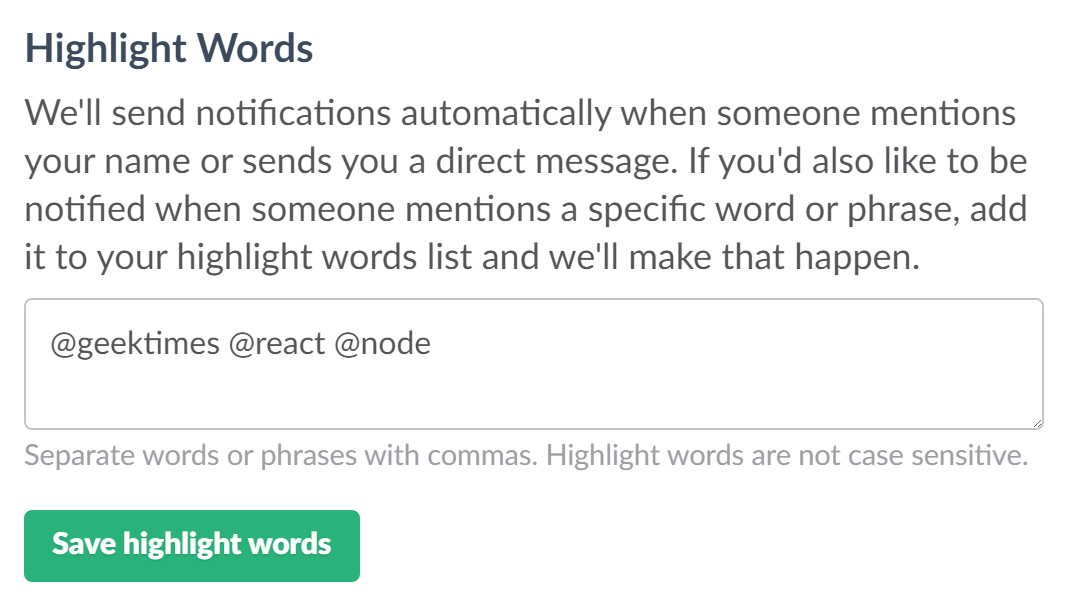 Highlight Words
We'll send notifications automatically when someone mentions
your name or sends you a direct message. If you'd also like to be
notified when someone mentions a specific word or phrase, add
it to your highlight words list and we'll make that happen.
@geektimes @react @node
Separate words or phrases with commas. Highlight words are not case sensitive.
Save highlight words